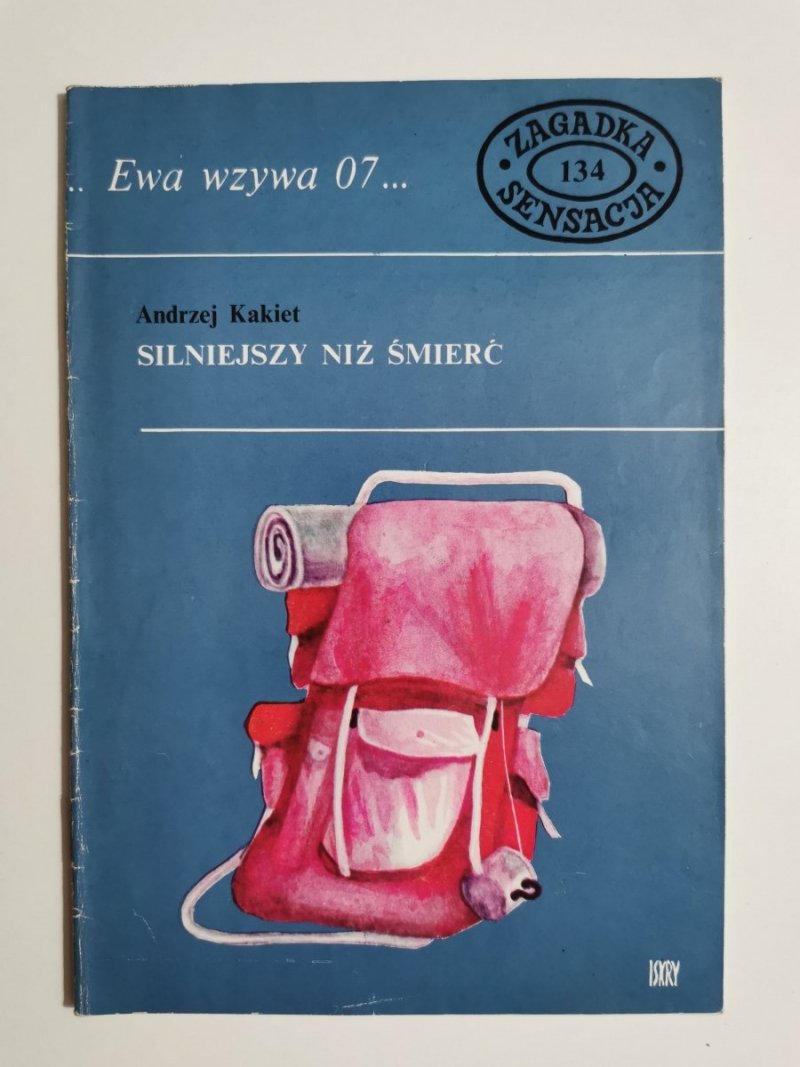 .. Ewa wzywa 07...
ZAGADKA
134
SENSACJA
Andrzej Kakiet
SILNIEJSZY NIŻ ŚMIERĆ
ISKRY